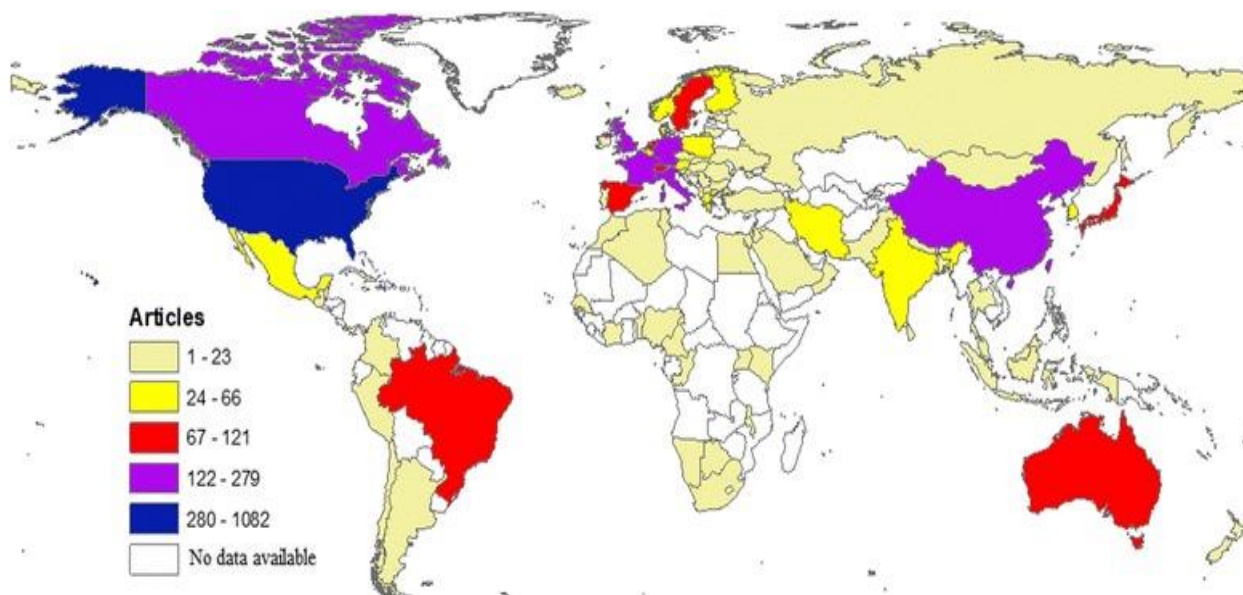 Articles
1 - 23
24 - 66
67 - 121
122 - 279
280 - 1082
No data available